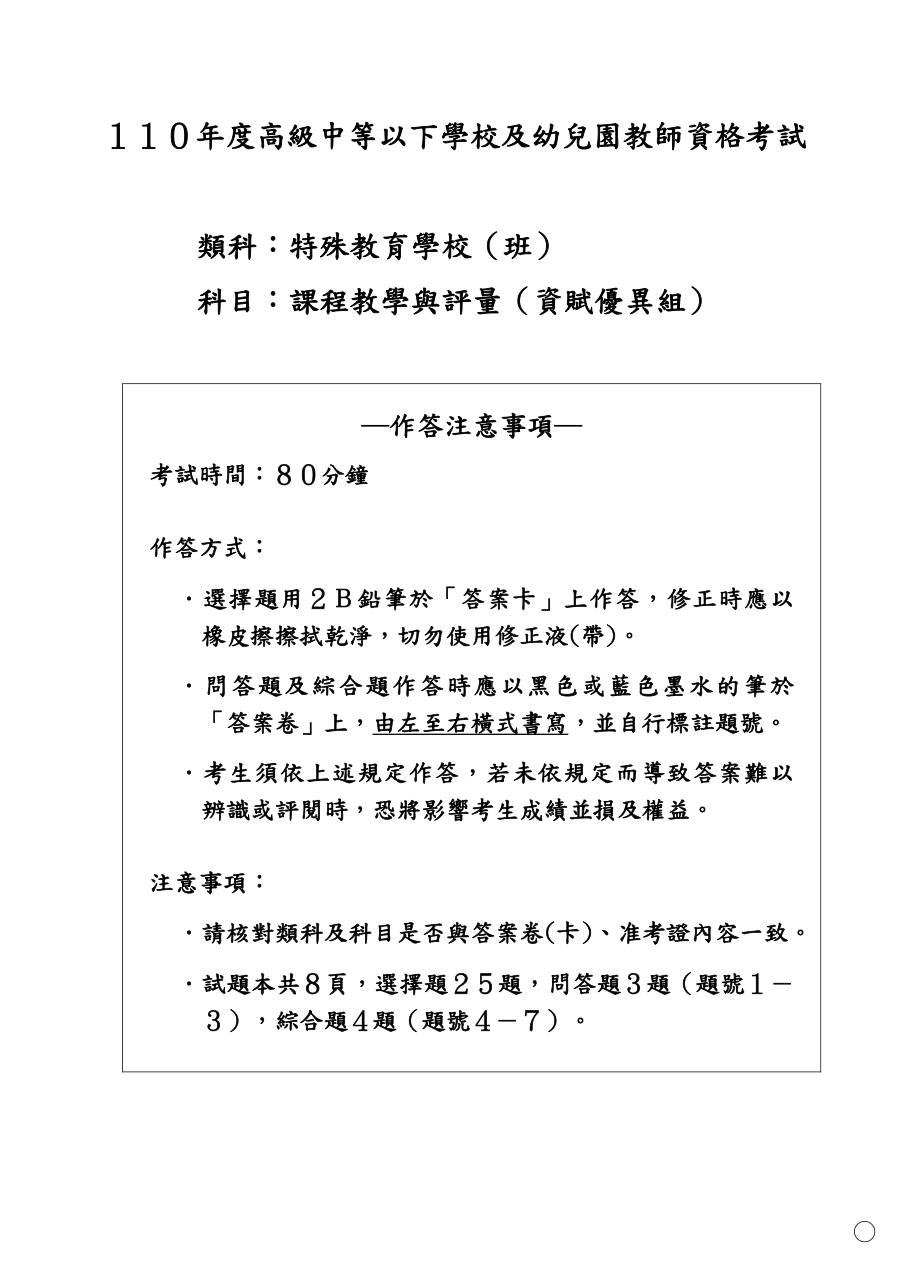 １１０年度高級中等以下學校及幼兒園教師資格考試
類科：特殊教育學校（班）
科目：課程教學與評量（資賦優異組）
—作答注意事項—
考試時間：８０分鐘
作答方式：
．選擇題用２Ｂ鉛筆於「答案卡」上作答，修正時應以
橡皮擦擦拭乾淨，切勿使用修正液(帶)。
．問答題及綜合題作答時應以黑色或藍色墨水的筆於
「答案卷」上，由左至右橫式書寫，並自行標註題號。
．考生須依上述規定作答，若未依規定而導致答案難以
辨識或評閱時，恐將影響考生成績並損及權益。
注意事項：
．請核對類科及科目是否與答案卷(卡)、准考證內容一致。
．試題本共８頁，選擇題２５題，問答題３題（題號１－
３），綜合題４題（題號４－７）。